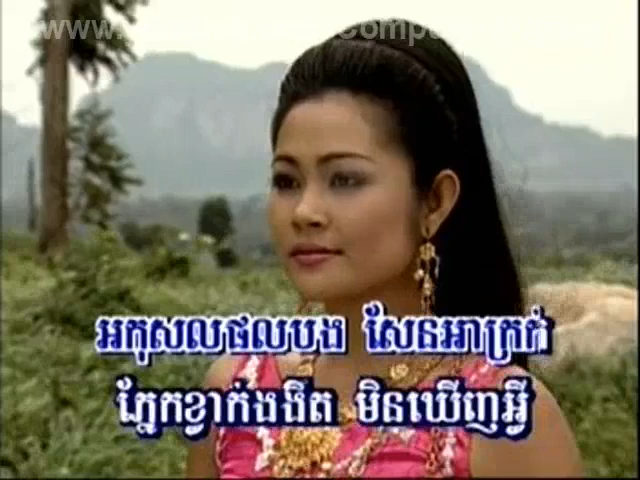 អកុសលផលបង សែនអាក្រក់
ភ្នែកខ្វាក់ងងឹត មិនឃើញអ្វី